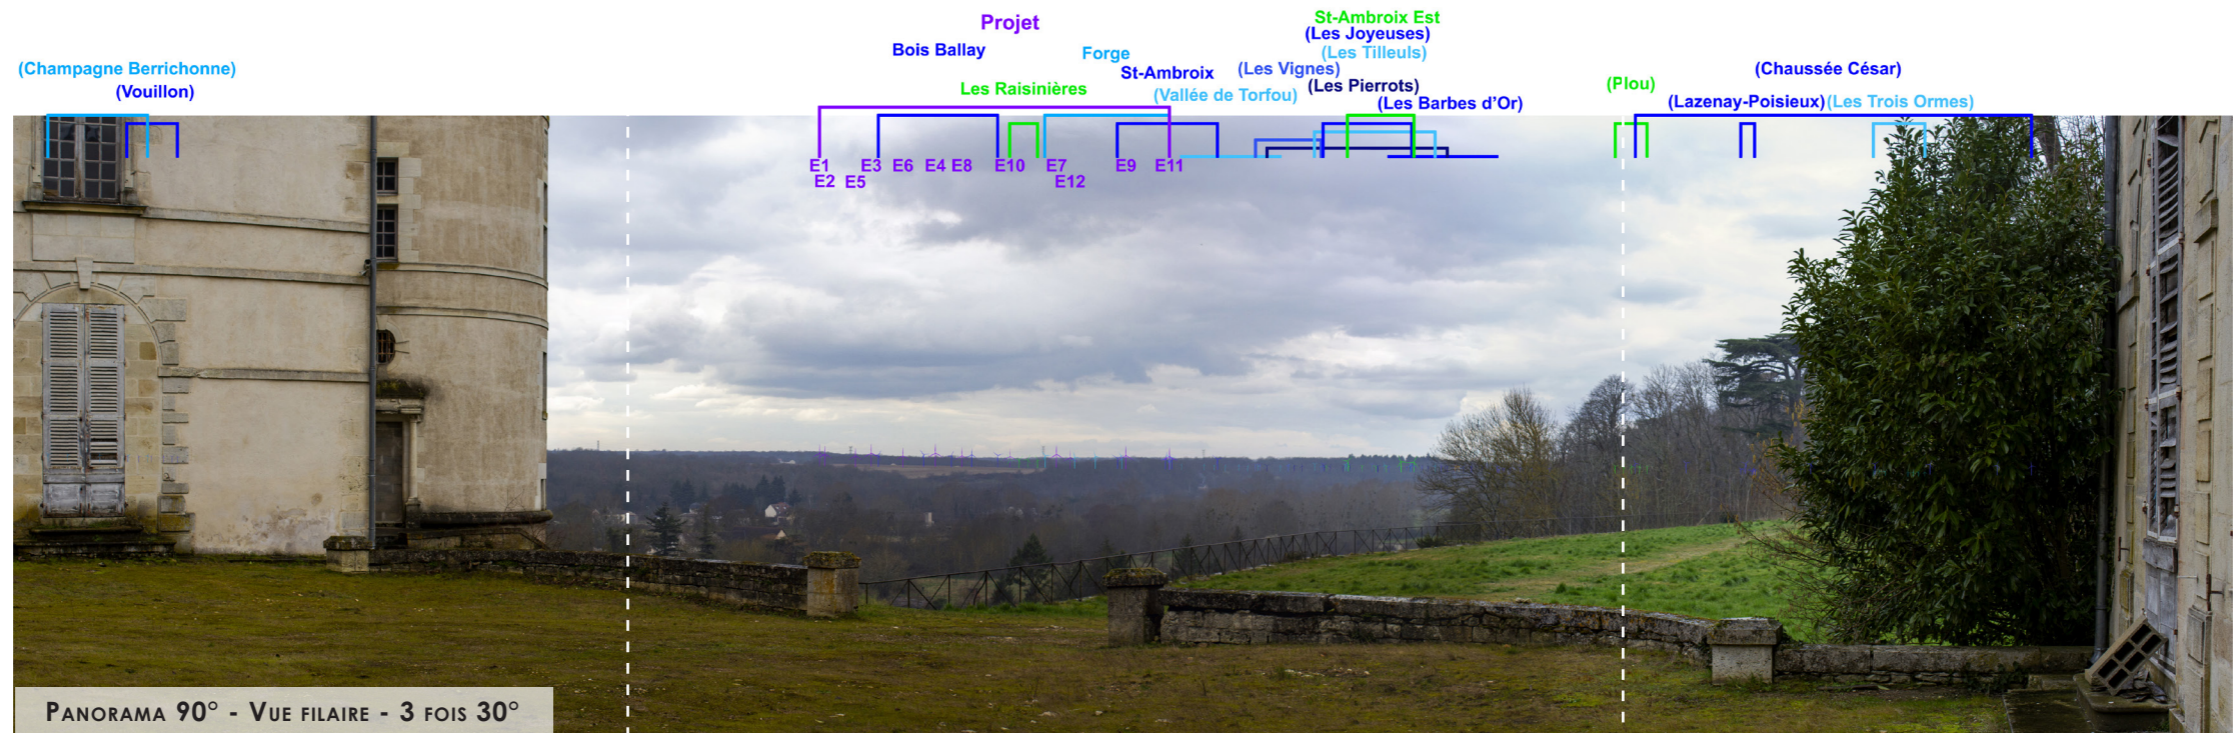 Projet
St-Ambroix Est
(Les Joyeuses)
Bois Ballay
Forge
(Les Tilleuls)
(Champagne Berrichonne)
St-Ambroix
(Les Vignes)
(Chaussée César)
(Vouillon)
Les Raisinières
(Vallée de Torfou)
(Les Pierrots)
(Plou)
(Les Barbes d'Or)
(Lazenay-Poisieux)
(Les Trois Ormes)
E1 E3 E6 E4 E8 E10 E7 E9 E11
E2 E5 E12
Panorama 90° - Vue filaire - 3 fois 30°